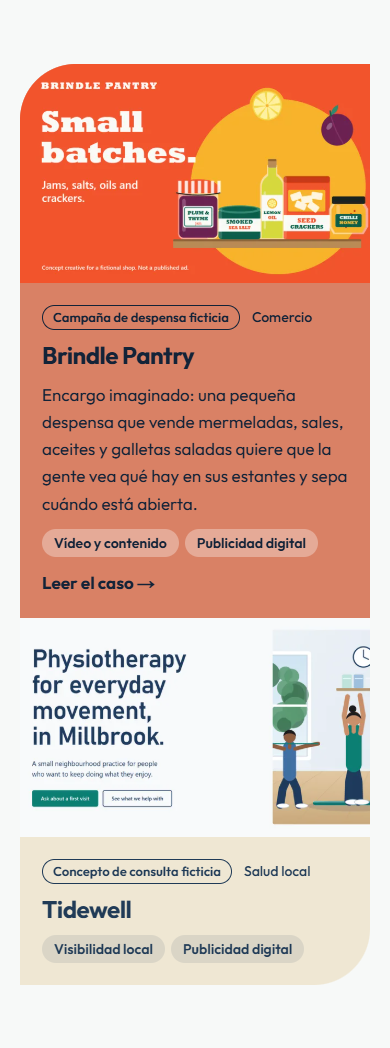 BRINDLE PANTRY
Small
batches.
Jams, salts, oils and
crackers.
PLUM &
THYME
SMOKED
SEA SALT
LEMON
OIL
SEED
CRACKERS
CHILLI
HONEY
Concept creative for a fictional shop. Not a published ad.
Campaña de despensa ficticia
Comercio
Brindle Pantry
Encargo imaginado: una pequeña
despensa que vende mermeladas, sales,
aceites y galletas saladas quiere que la
gente vea qué hay en sus estantes y sepa
cuándo está abierta.
Vídeo y contenido
Publicidad digital
Leer el caso →
Physiotherapy
for everyday
movement,
in Millbrook.
A small neighbourhood practice for people
who want to keep doing what they enjoy.
Ask about a first visit
See what we help with
Concepto de consulta ficticia
Salud local
Tidewell
Visibilidad local
Publicidad digital